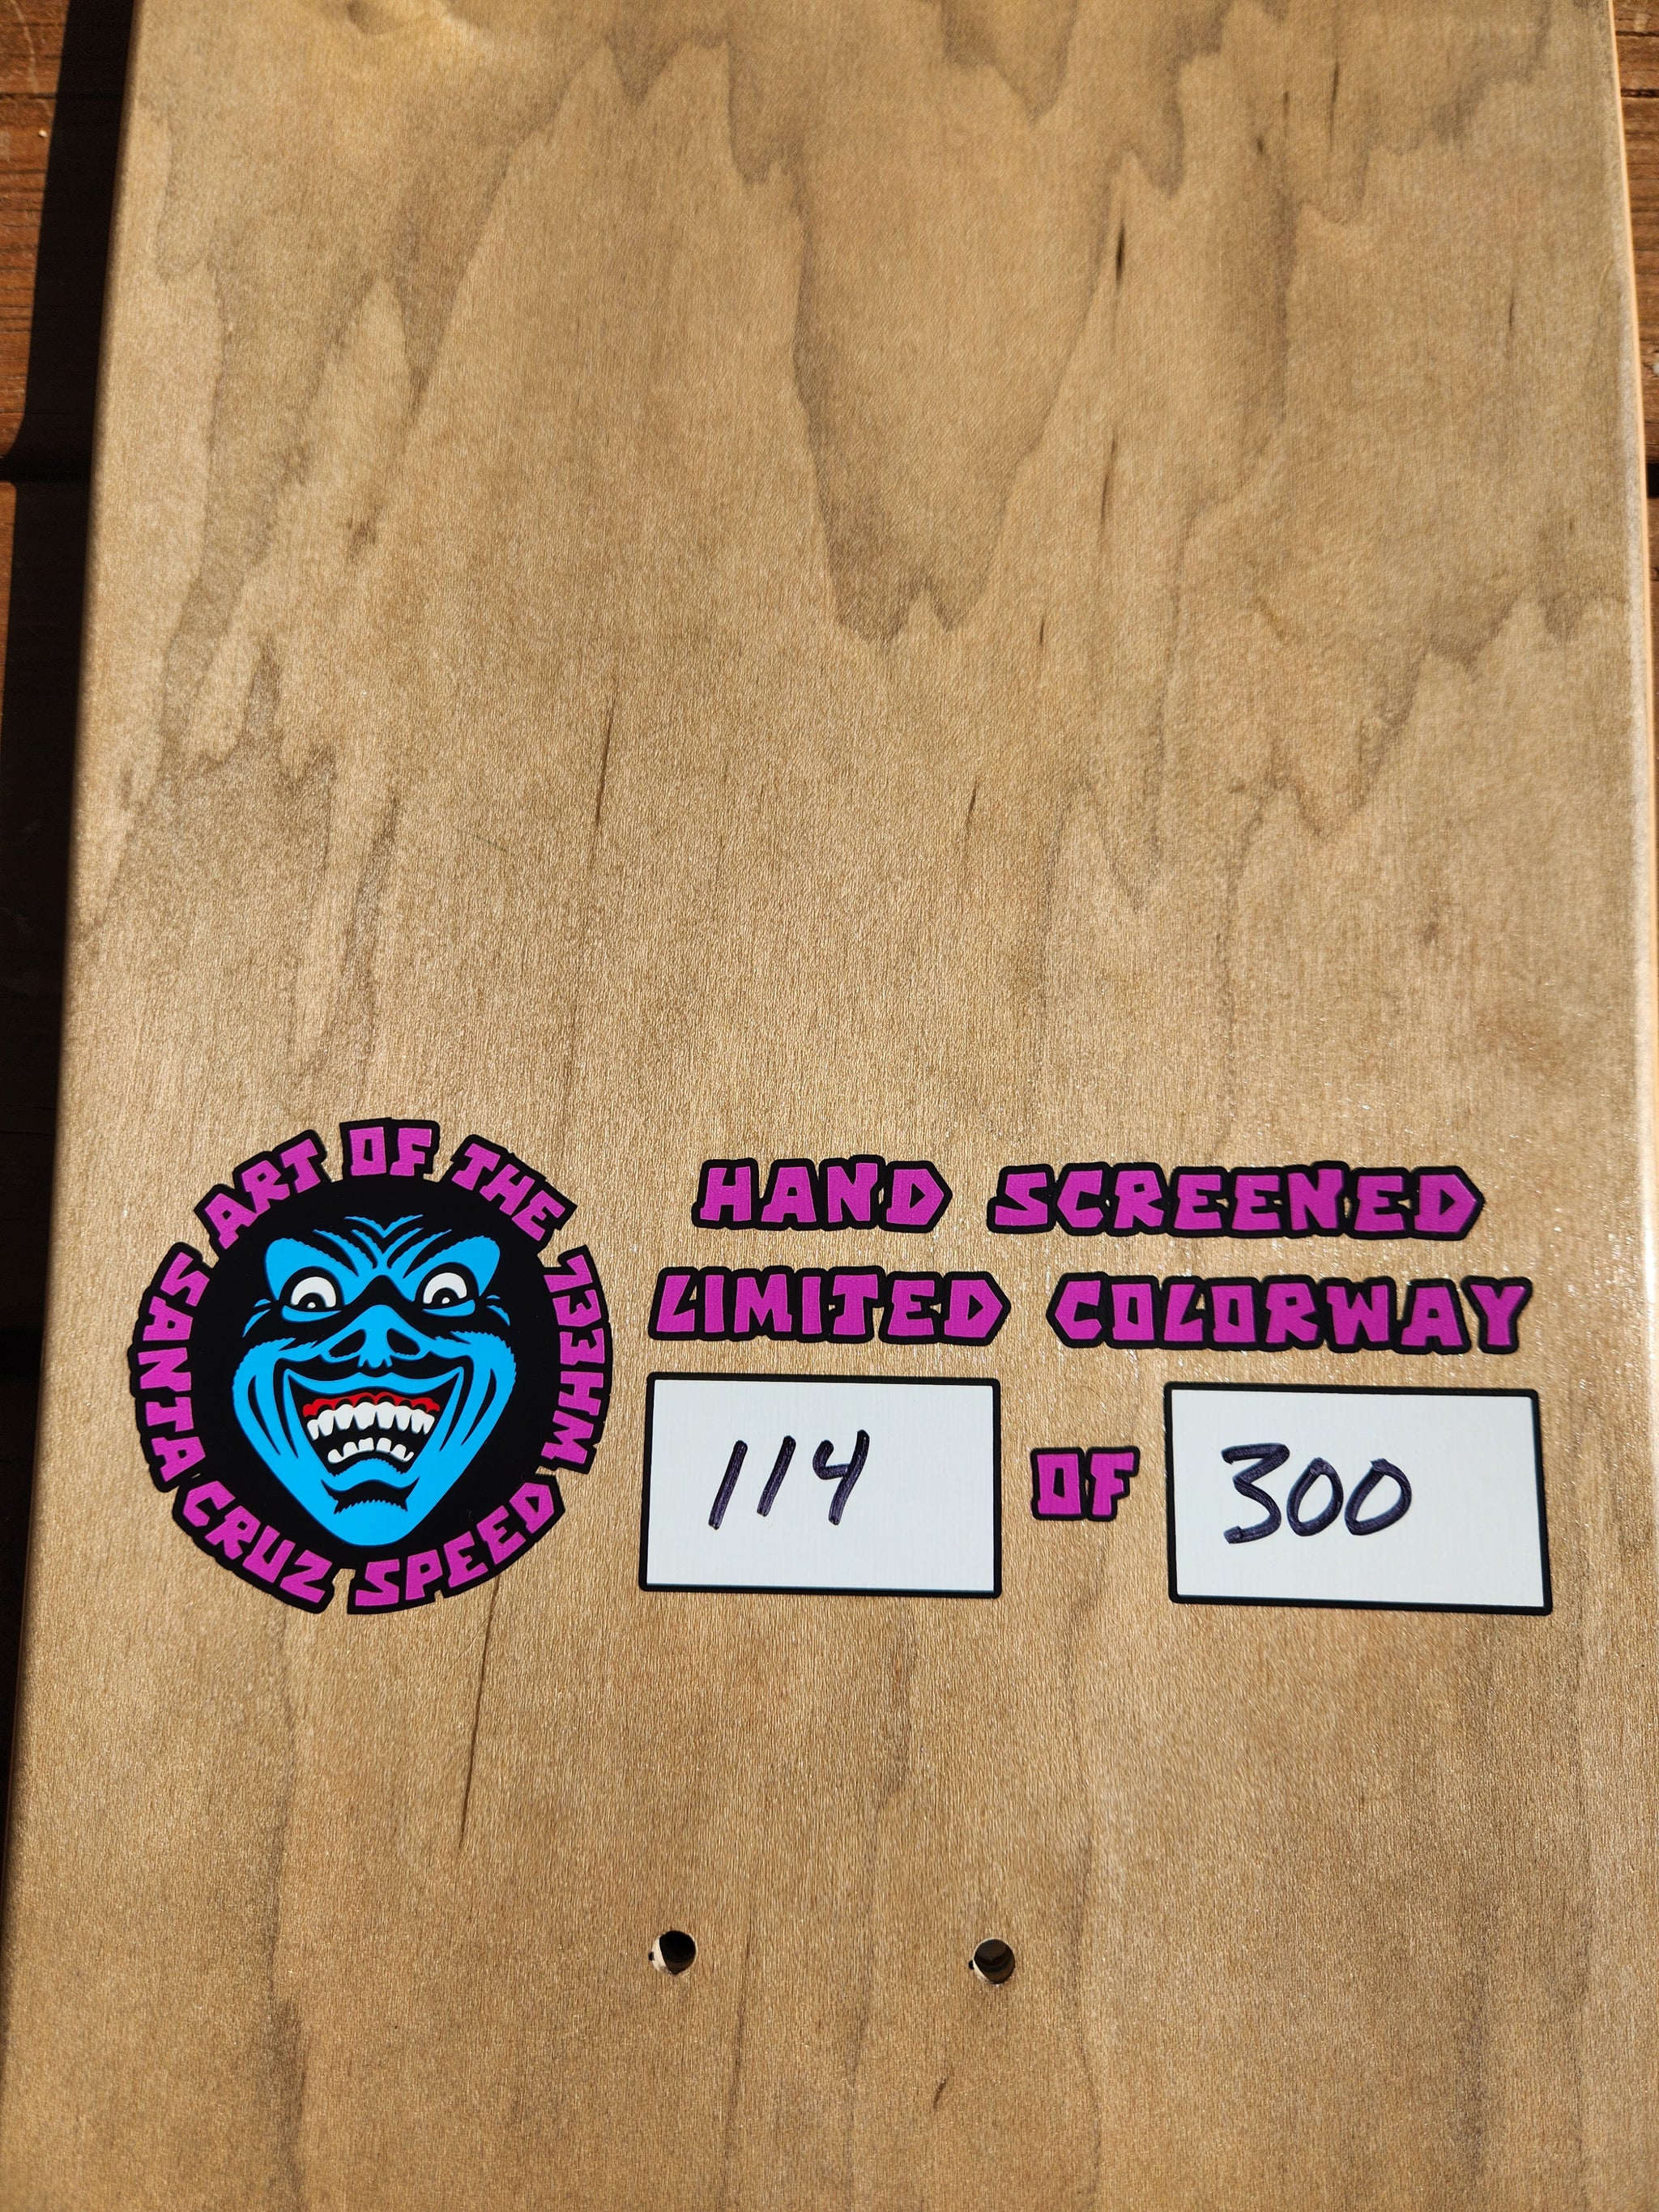 ART OF THE WHEEL
SANTA CRUZ SPEED
HAND SCREENED
LIMITED COLORWAY
114 OF 300